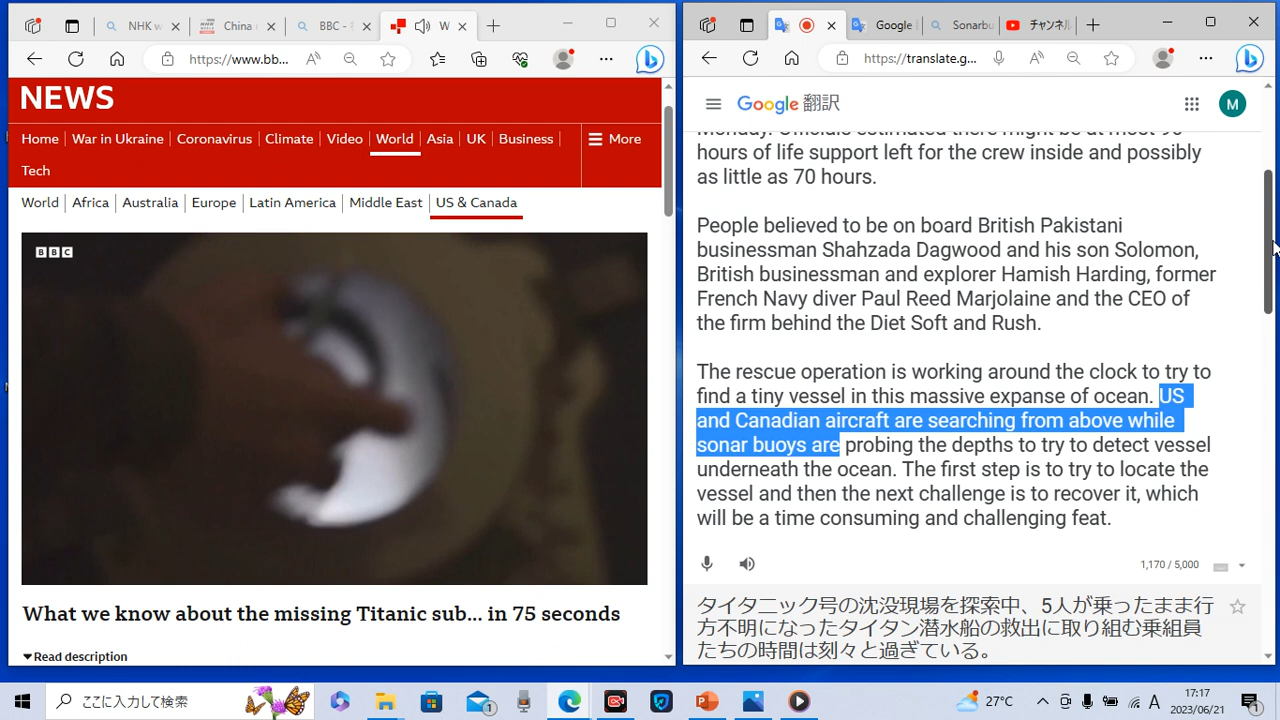 NHK w
China (
BBC - 
W
https://www.bb...
NEWS
Home
War in Ukraine
Coronavirus
Climate
Video
World
Asia
UK
Business
More
Tech
World
Africa
Australia
Europe
Latin America
Middle East
US & Canada
BBC
What we know about the missing Titanic sub... in 75 seconds
Read description
Google
Sonarbu
チャンネル
https://translate.g...
Google 翻訳
M
hours of life support left for the crew inside and possibly
as little as 70 hours.
People believed to be on board British Pakistani
businessman Shahzada Dagwood and his son Solomon,
British businessman and explorer Hamish Harding, former
French Navy diver Paul Reed Marjolaine and the CEO of
the firm behind the Diet Soft and Rush.
The rescue operation is working around the clock to try to
find a tiny vessel in this massive expanse of ocean. US
and Canadian aircraft are searching from above while
sonar buoys are probing the depths to try to detect vessel
underneath the ocean. The first step is to try to locate the
vessel and then the next challenge is to recover it, which
will be a time consuming and challenging feat.
1,170 / 5,000
タイタニック号の沈没現場を探索中、5人が乗ったまま行
方不明になったタイタン潜水船の救出に取り組む乗組員
たちの時間は刻々と過ぎている。
ここに入力して検索
1
27°C
A
17:17
2023/06/21
1